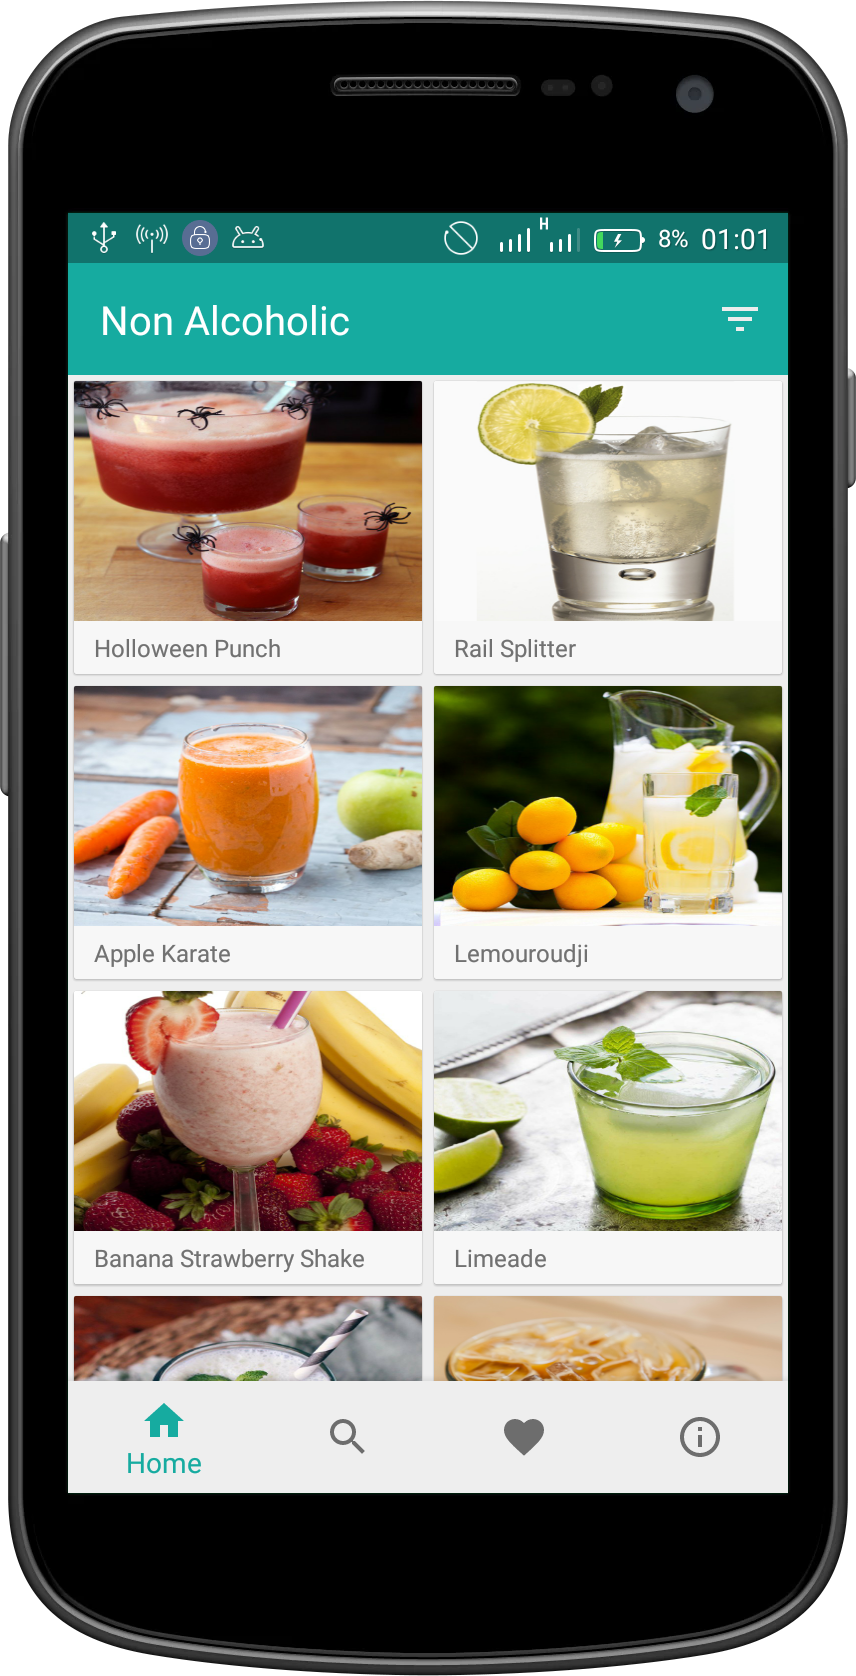 H
8% 01:01
Non Alcoholic
Holloween Punch
Rail Splitter
Apple Karate
Lemouroudji
Banana Strawberry Shake
Limeade
Home